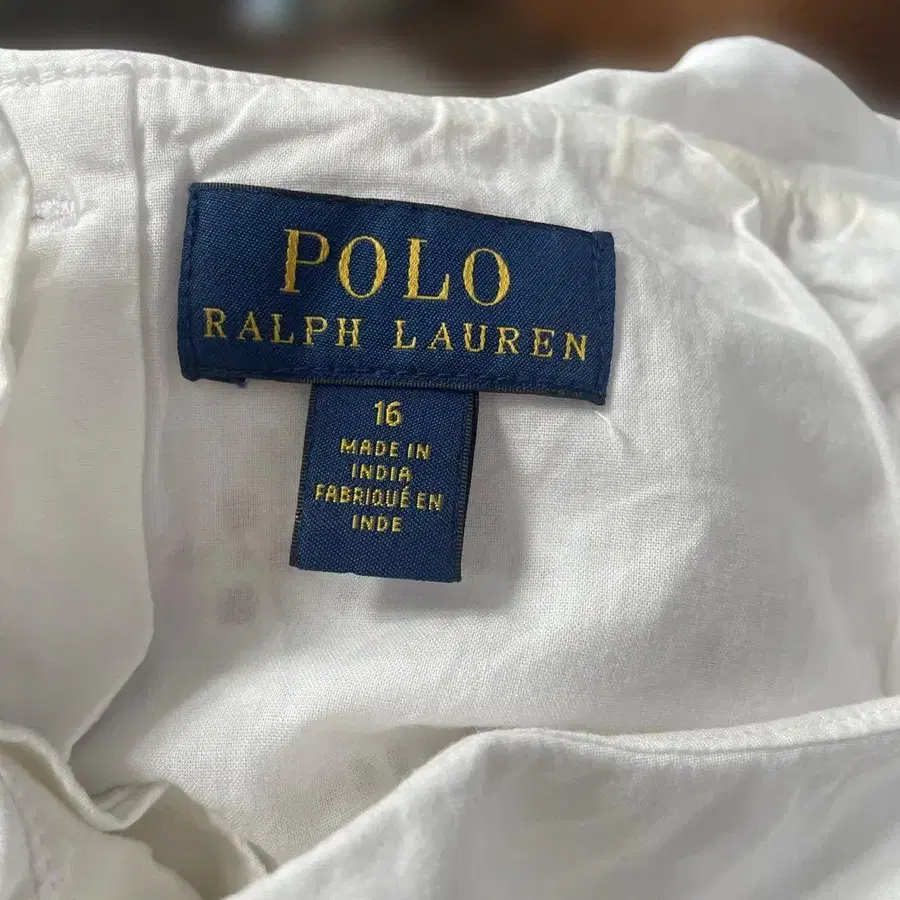 POLO
RALPH LAUREN
16
MADE IN
INDIA
FABRIQUÉ EN
INDE